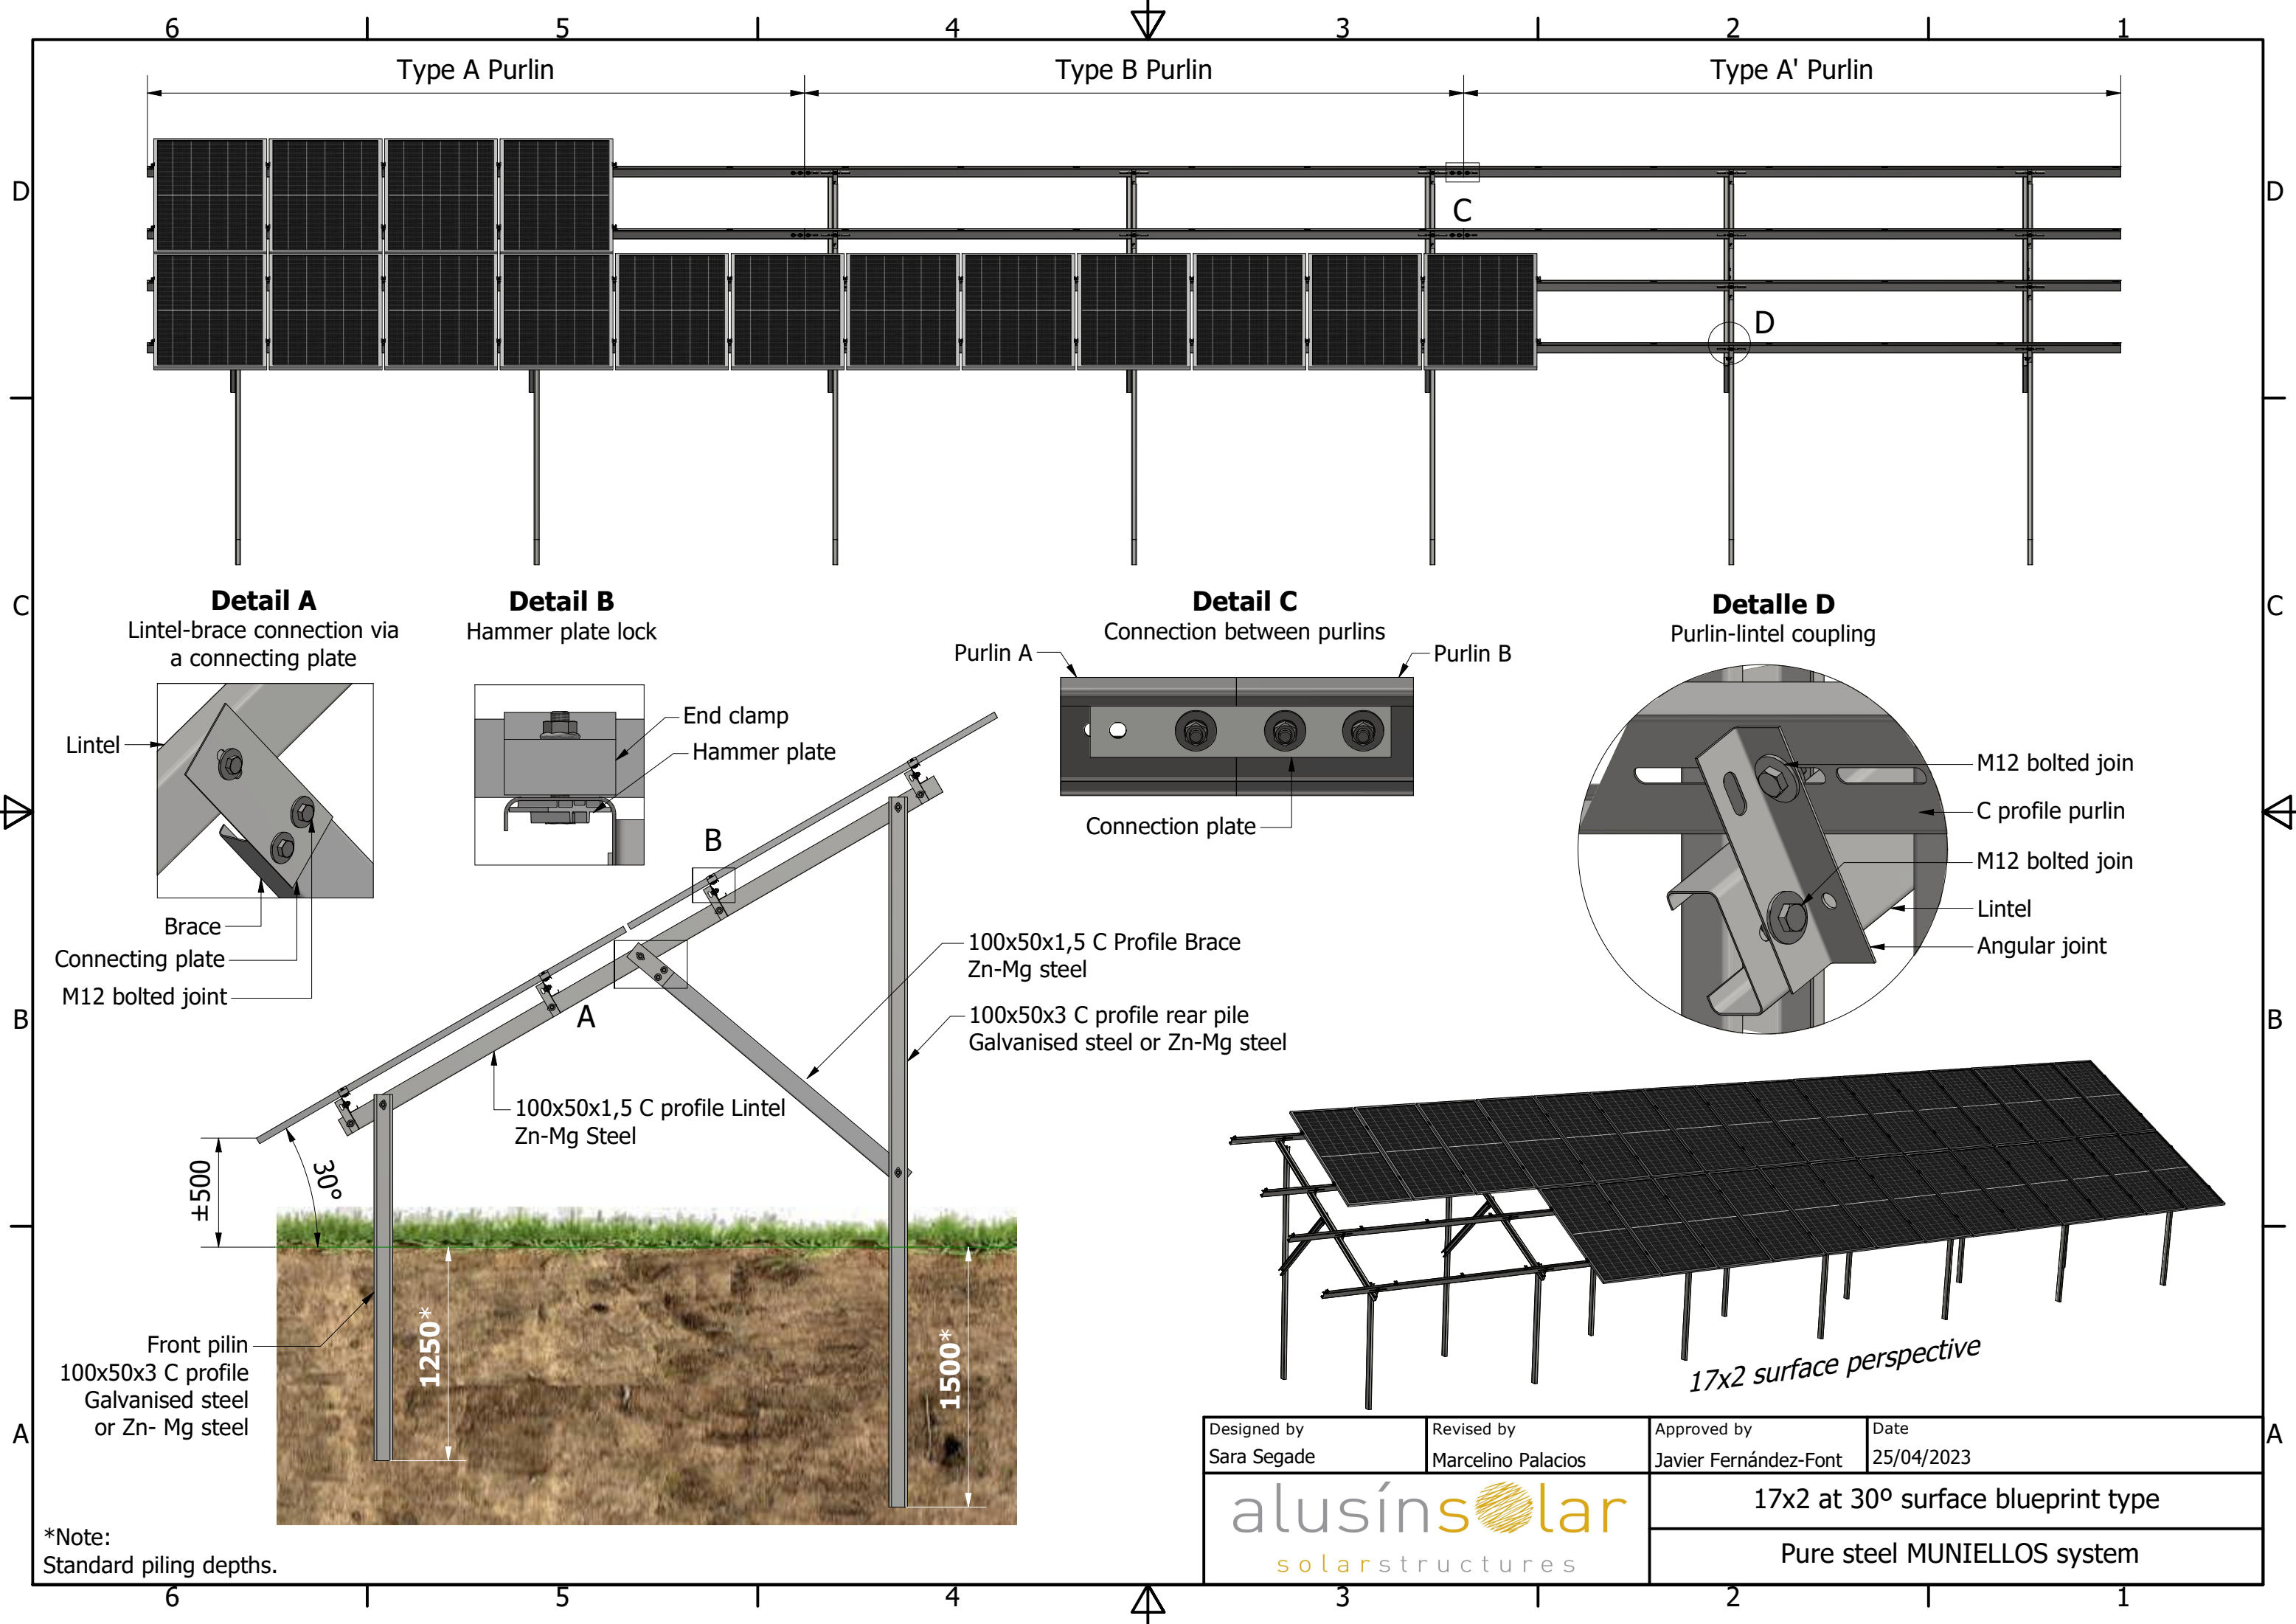 6 5 4 3 2 1
Type A Purlin
Type B Purlin
Type A' Purlin
D
D
C
D
C
C
Detail A
Lintel-brace connection via
a connecting plate
Lintel
Brace
Connecting plate
M12 bolted joint
Detail B
Hammer plate lock
End clamp
Hammer plate
Detail C
Connection between purlins
Purlin A
Purlin B
Connection plate
Detalle D
Purlin-lintel coupling
M12 bolted join
C profile purlin
M12 bolted join
Lintel
Angular joint
B
A
100x50x1,5 C Profile Brace
Zn-Mg steel
100x50x3 C profile rear pile
Galvanised steel or Zn-Mg steel
100x50x1,5 C profile Lintel
Zn-Mg Steel
B
B
±500
30°
1250*
1500*
Front pilin
100x50x3 C profile
Galvanised steel
or Zn- Mg steel
17x2 surface perspective
A
A
Designed by
Sara Segade
Revised by
Marcelino Palacios
Approved by
Javier Fernández-Font
Date
25/04/2023
alusínsolar
solarstructures
17x2 at 30º surface blueprint type
Pure steel MUNIELLOS system
*Note:
Standard piling depths.
6 5 4 3 2 1